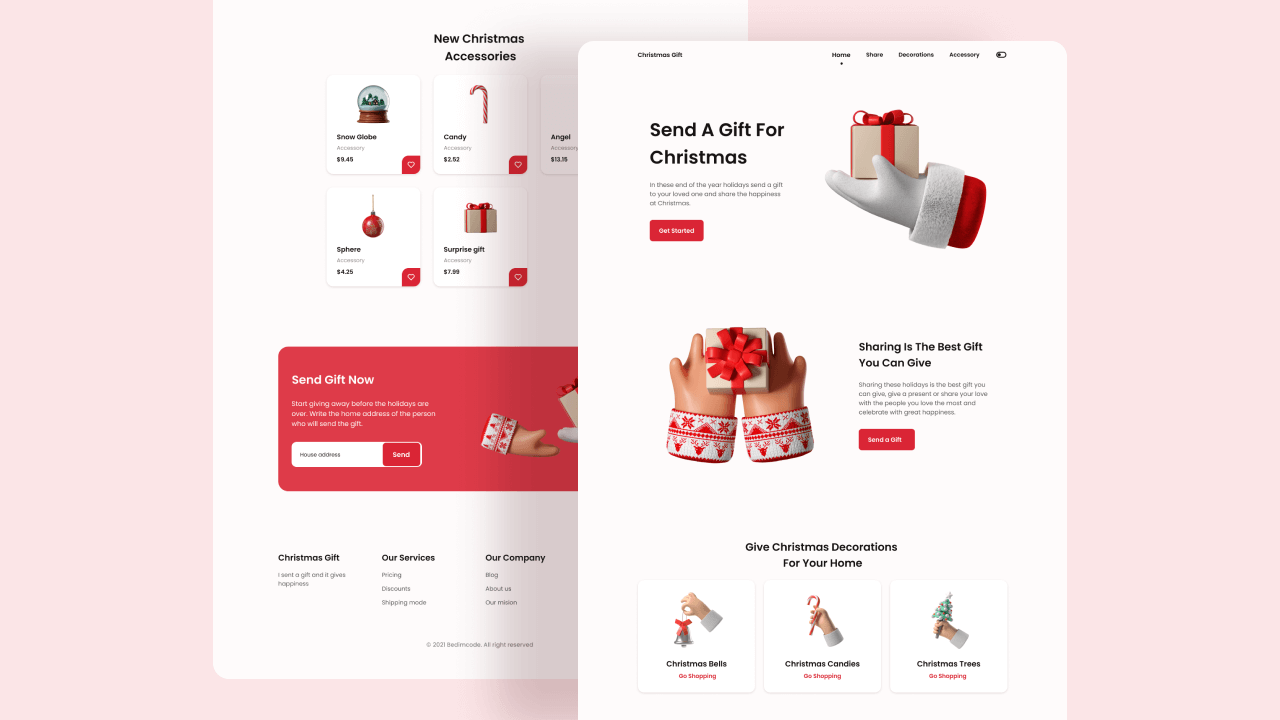 New Christmas
Accessories
Snow Globe
Accessory
$9.45
Candy
Accessory
$2.52
Angel
Accessory
$13.15
Sphere
Accessory
$4.25
Surprise gift
Accessory
$7.99
Send Gift Now
Start giving away before the holidays are
over. Write the home address of the person
who will send the gift.
House address
Send
Christmas Gift
I sent a gift and it gives
happiness
Our Services
Pricing
Discounts
Shipping mode
Our Company
Blog
About us
Our mision
© 2021 Bedimcode. All right reserved
Christmas Gift
Home
Share
Decorations
Accessory
Send A Gift For
Christmas
In these end of the year holidays send a gift
to your loved one and share the happiness
at Christmas.
Get Started
Sharing Is The Best Gift
You Can Give
Sharing these holidays is the best gift you
can give, give a present or share your love
with the people you love the most and
celebrate with great happiness.
Send a Gift
Give Christmas Decorations
For Your Home
Christmas Bells
Go Shopping
Christmas Candies
Go Shopping
Christmas Trees
Go Shopping